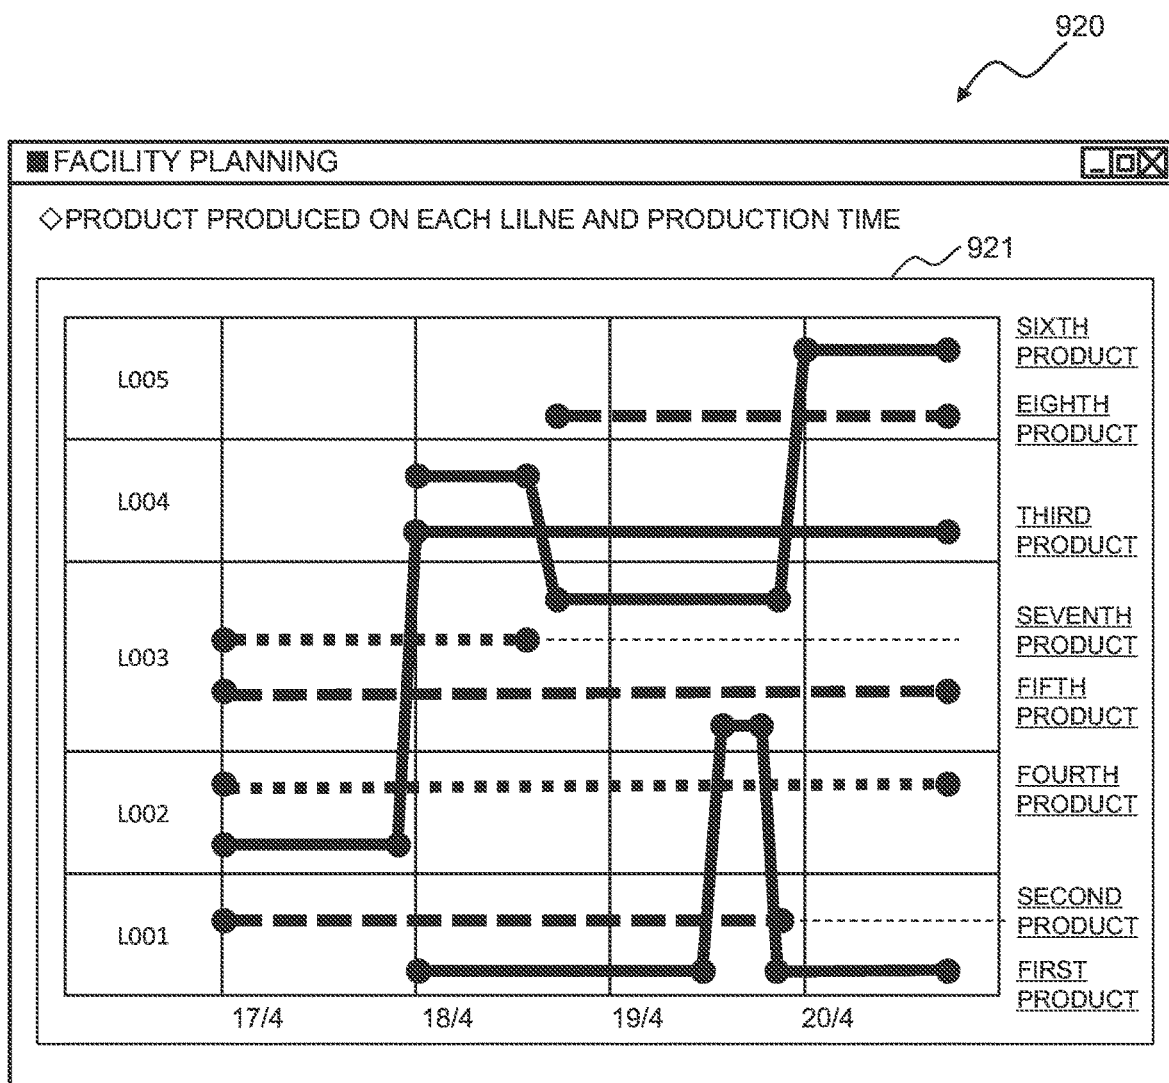 920
FACILITY PLANNING
PRODUCT PRODUCED ON EACH LILNE AND PRODUCTION TIME
921
L005
L004
L003
L002
L001
SIXTH
PRODUCT
EIGHTH
PRODUCT
THIRD
PRODUCT
SEVENTH
PRODUCT
FIFTH
PRODUCT
FOURTH
PRODUCT
SECOND
PRODUCT
FIRST
PRODUCT
17/4 18/4 19/4 20/4